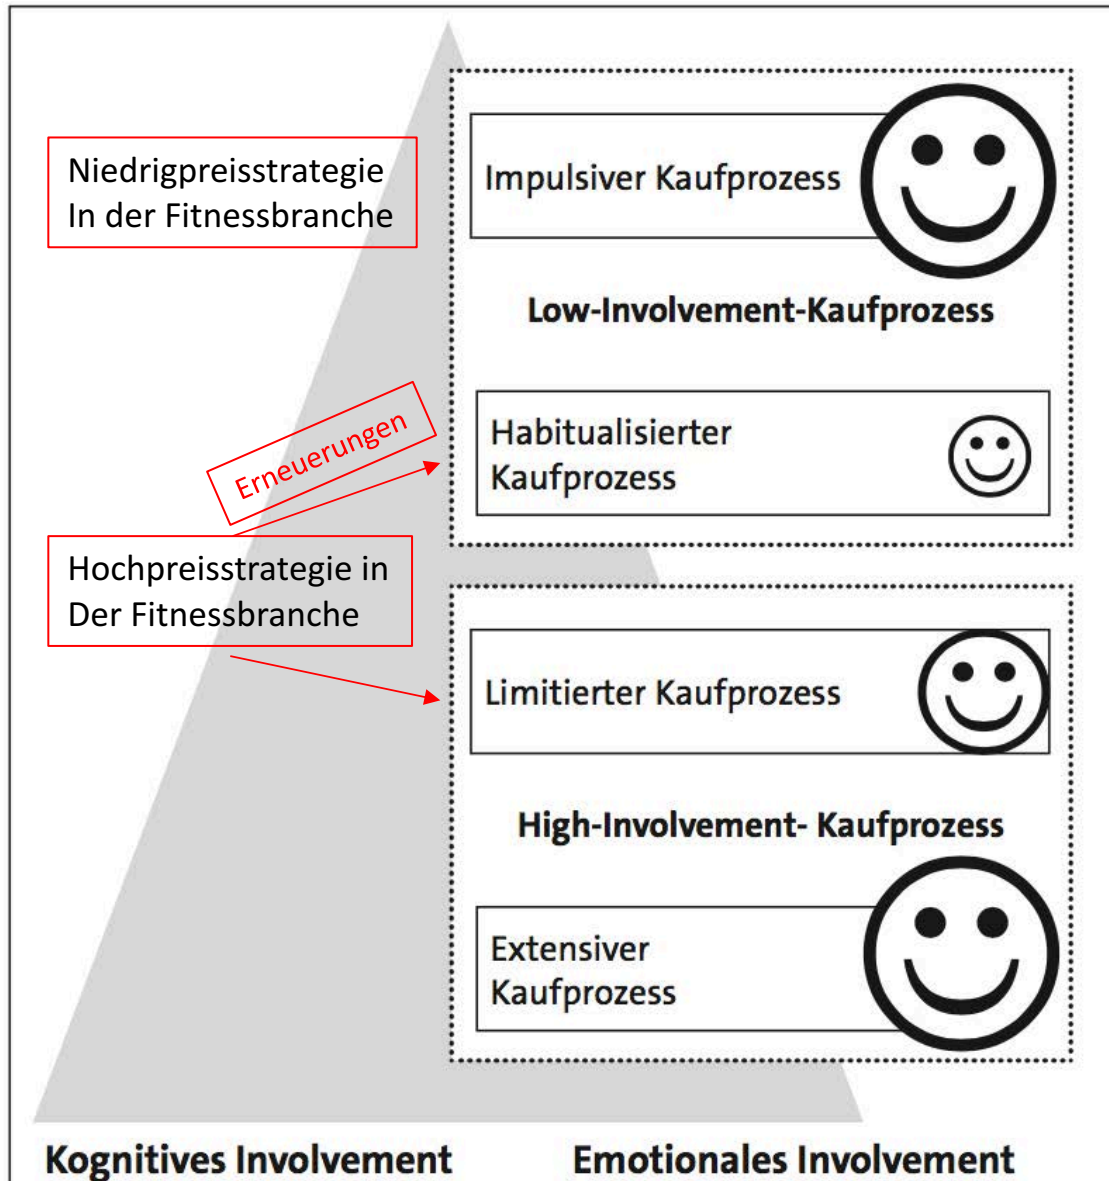 Niedrigpreisstrategie
In der Fitnessbranche
Impulsiver Kaufprozess
Low-Involvement-Kaufprozess
Erneuerungen
Habitualisierter
Kaufprozess
Hochpreisstrategie in
Der Fitnessbranche
Limitierter Kaufprozess
High-Involvement- Kaufprozess
Extensiver
Kaufprozess
Kognitives Involvement
Emotionales Involvement